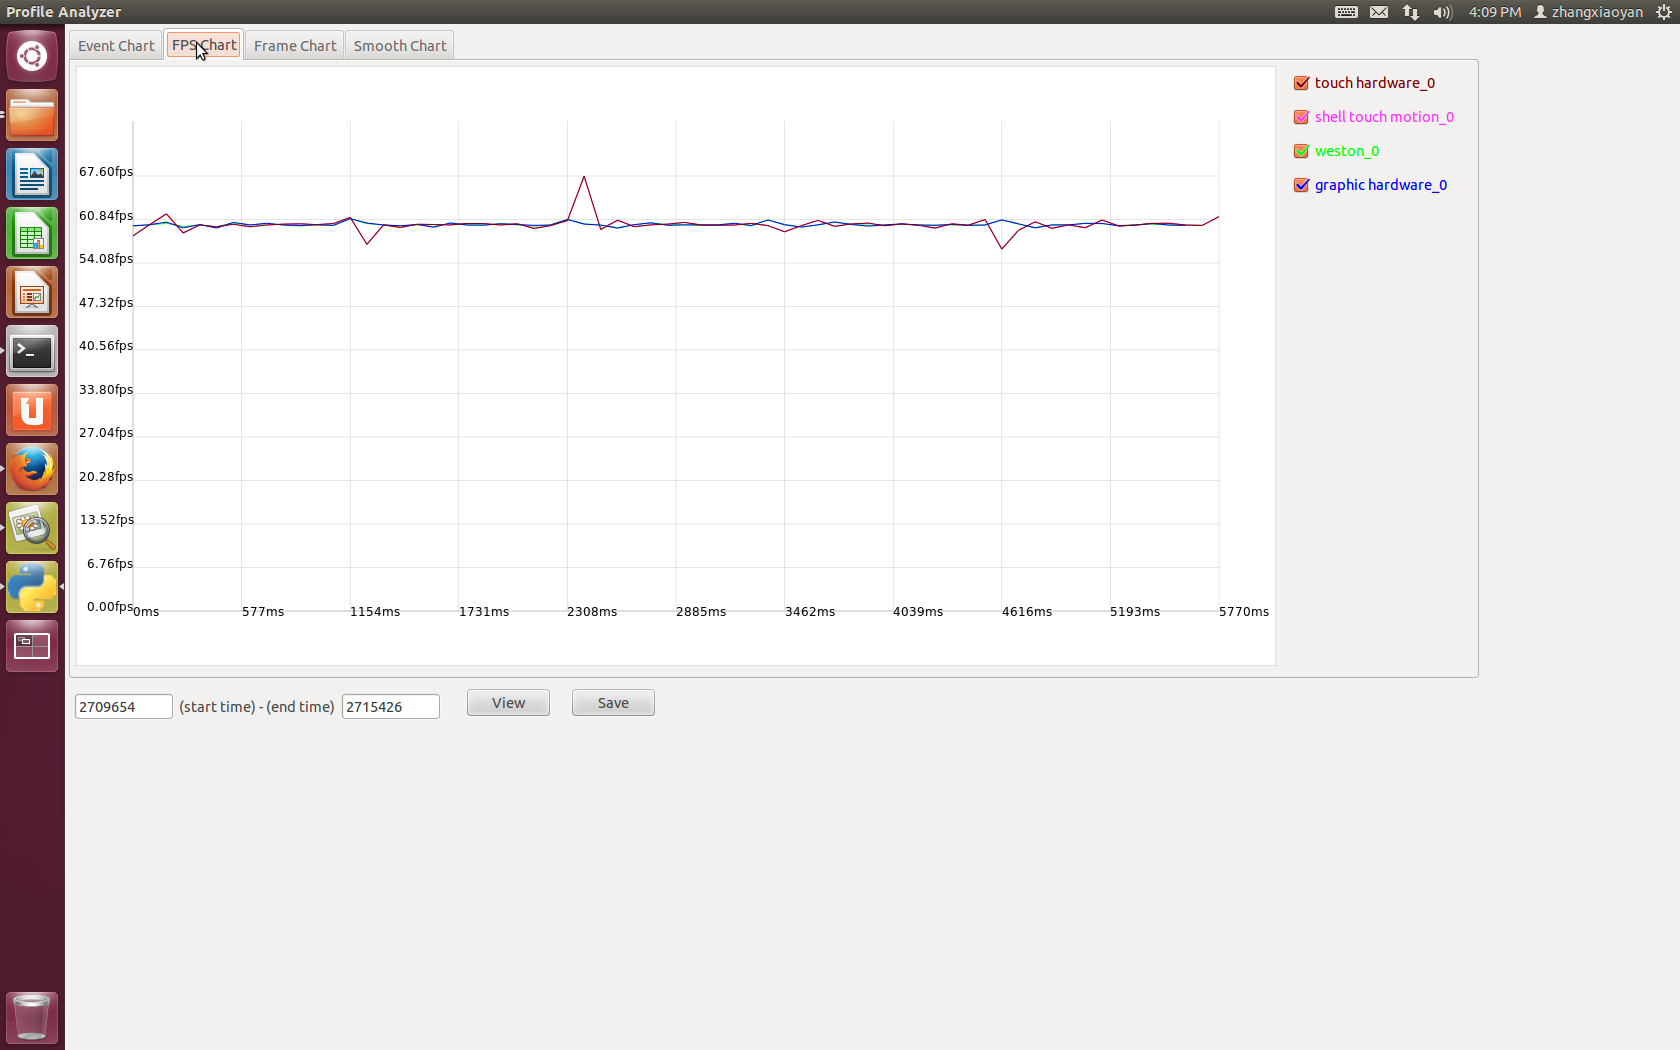 Profile Analyzer
4:09 PM zhangxiaoyan
Event Chart FPS Chart Frame Chart Smooth Chart
touch hardware_0
shell touch motion_0
weston_0
graphic hardware_0
67.60fps
60.84fps
54.08fps
47.32fps
40.56fps
33.80fps
27.04fps
20.28fps
13.52fps
6.76fps
0.00fps
0ms 577ms 1154ms 1731ms 2308ms 2885ms 3462ms 4039ms 4616ms 5193ms 5770ms
2709654 (start time) - (end time) 2715426 View Save